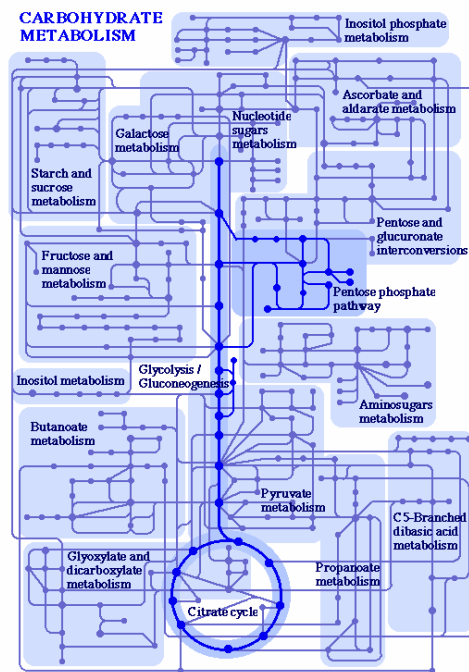 CARBOHYDRATE
METABOLISM
Inositol phosphate
metabolism
Ascorbate and
aldarate metabolism
Nucleotide
sugars
metabolism
Galactose
metabolism
Starch and
sucrose
metabolism
Pentose and
glucuronate
interconversions
Fructose and
mannose
metabolism
Pentose phosphate
pathway
Glycolysis /
Gluconeogenesis
Inositol metabolism
Aminosugars
metabolism
Butanoate
metabolism
Pyruvate
metabolism
C5-Branched
dibasic acid
metabolism
Glyoxylate and
dicarboxylate
metabolism
Propanoate
metabolism
Citrate cycle